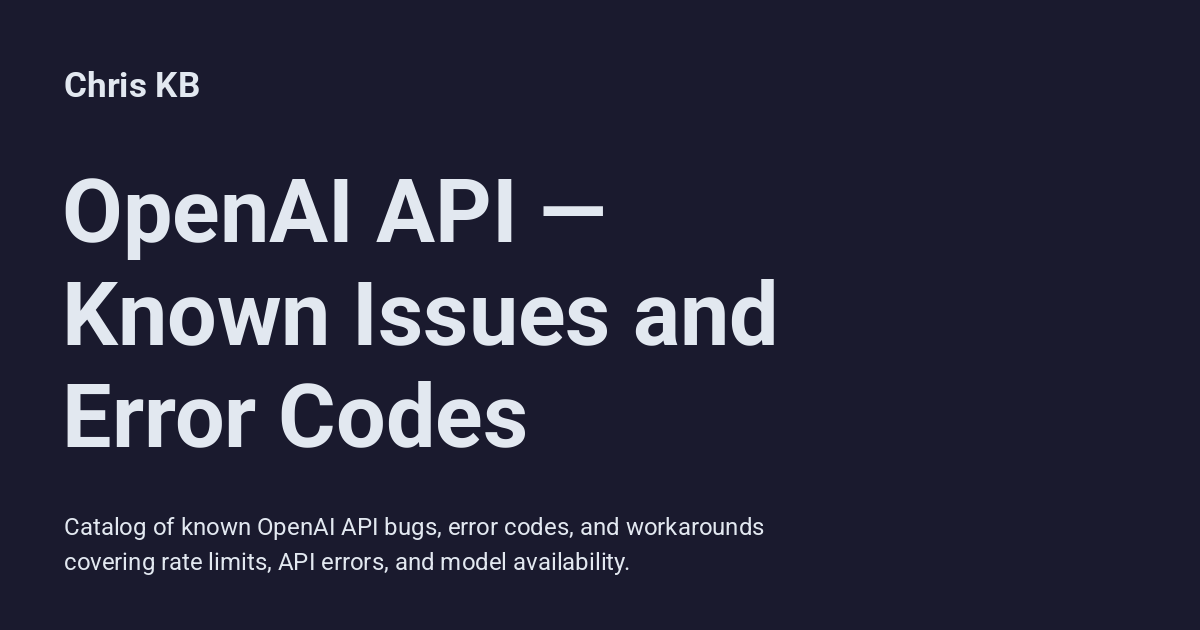 Chris KB
OpenAI API —
Known Issues and
Error Codes
Catalog of known OpenAI API bugs, error codes, and workarounds
covering rate limits, API errors, and model availability.